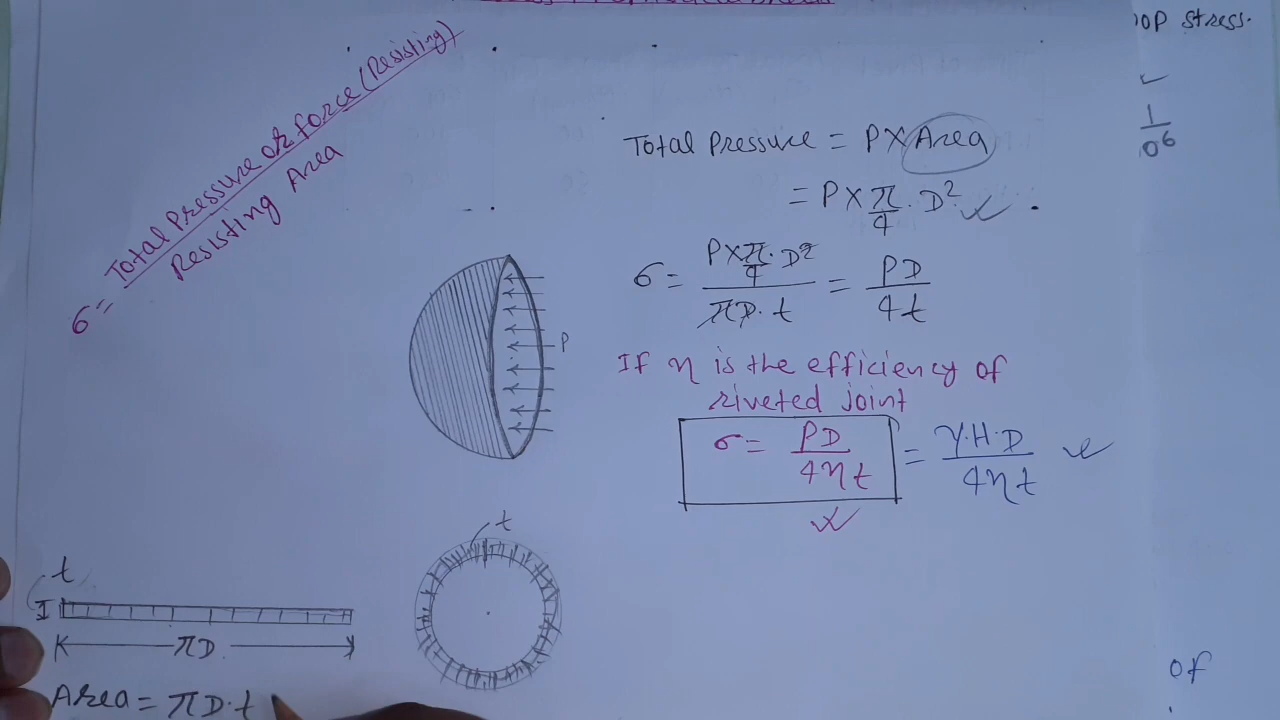 σ = Total Pressure or force (Resisting) / Resisting Area
Total Pressure = P × Area
= P × π/4 · D²
σ = P × π/4 · D² / πD · t = PD / 4t
P
If η is the efficiency of
riveted joint
σ = PD / 4ηt = γ·H·D / 4ηt
t
t
πD
Area = πD·t
op stress.
1
06
of